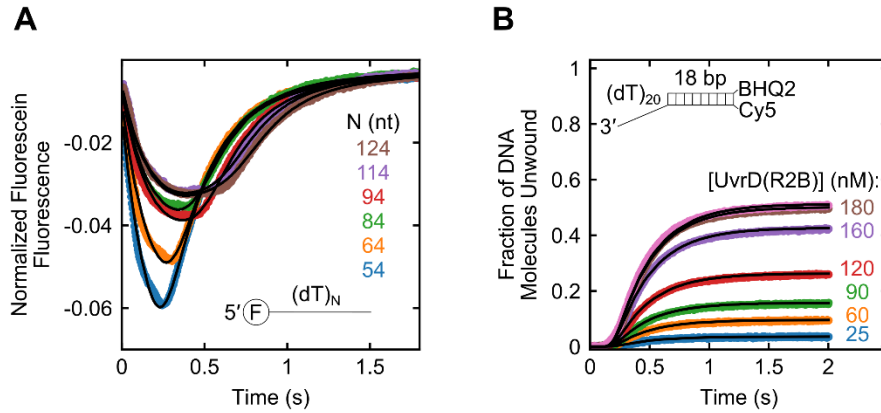 A
Normalized Fluorescein
Fluorescence
-0.02
-0.04
-0.06
N (nt)
124
114
94
84
64
54
5′ F (dT)N
0 0.5 1 1.5
Time (s)
B
Fraction of DNA
Molecules Unwound
1
0.8
0.6
0.4
0.2
0
18 bp
(dT)20
BHQ2
Cy5
3′
[UvrD(R2B)] (nM):
180
160
120
90
60
25
0 0.5 1 1.5 2 2.5
Time (s)